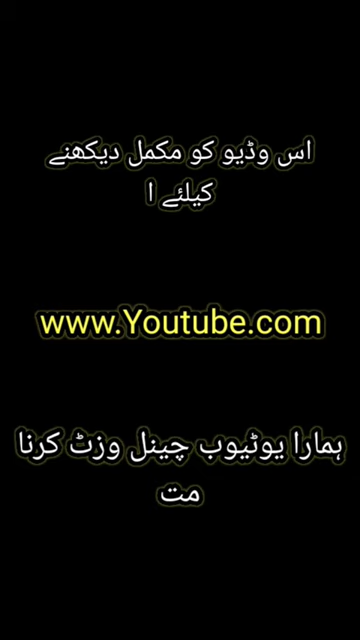 اس وڈیو کو مکمل دیکھنے
کیلئے ا
www.Youtube.com
ہمارا یوٹیوب چینل وزٹ کرنا
مت